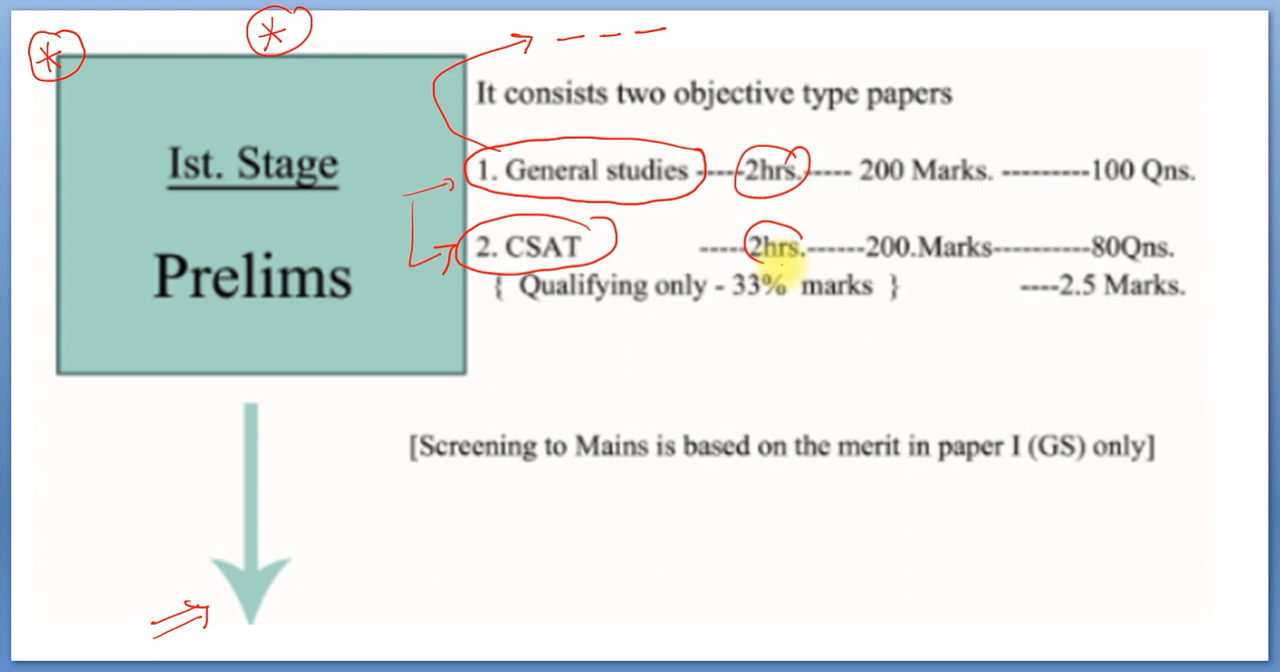 Ist. Stage
Prelims
It consists two objective type papers
1. General studies -----2hrs.----- 200 Marks. ---------100 Qns.
2. CSAT -----2hrs.------200.Marks----------80Qns.
{ Qualifying only - 33% marks } ----2.5 Marks.
[Screening to Mains is based on the merit in paper I (GS) only]